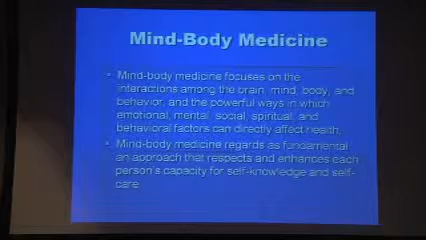 Mind-Body Medicine
• Mind-body medicine focuses on the
interactions among the brain, mind, body, and
behavior, and the powerful ways in which
emotional, mental, social, spiritual, and
behavioral factors can directly affect health.
• Mind-body medicine regards as fundamental
an approach that respects and enhances each
person's capacity for self-knowledge and self-
care